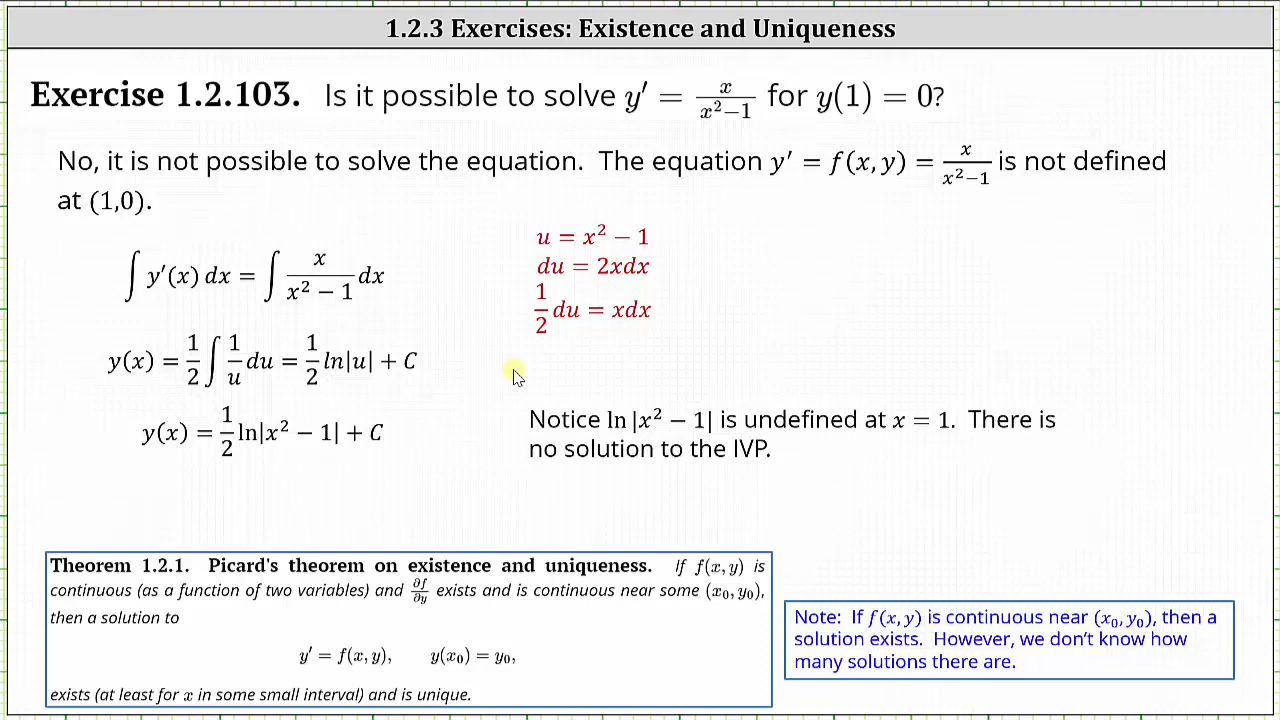 1.2.3 Exercises: Existence and Uniqueness
Exercise 1.2.103. Is it possible to solve y′ = x/(x²−1) for y(1) = 0?
No, it is not possible to solve the equation. The equation y′ = f(x, y) = x/(x²−1) is not defined
at (1,0).
u = x² − 1
du = 2xdx
1/2 du = xdx
∫ y′(x) dx = ∫ x/(x² − 1) dx
y(x) = 1/2 ∫ 1/u du = 1/2 ln|u| + C
y(x) = 1/2 ln|x² − 1| + C
Notice ln |x² − 1| is undefined at x = 1. There is
no solution to the IVP.
Theorem 1.2.1. Picard's theorem on existence and uniqueness. If f(x, y) is
continuous (as a function of two variables) and ∂f/∂y exists and is continuous near some (x₀, y₀),
then a solution to
y′ = f(x, y), y(x₀) = y₀,
exists (at least for x in some small interval) and is unique.
Note: If f(x, y) is continuous near (x₀, y₀), then a
solution exists. However, we don’t know how
many solutions there are.